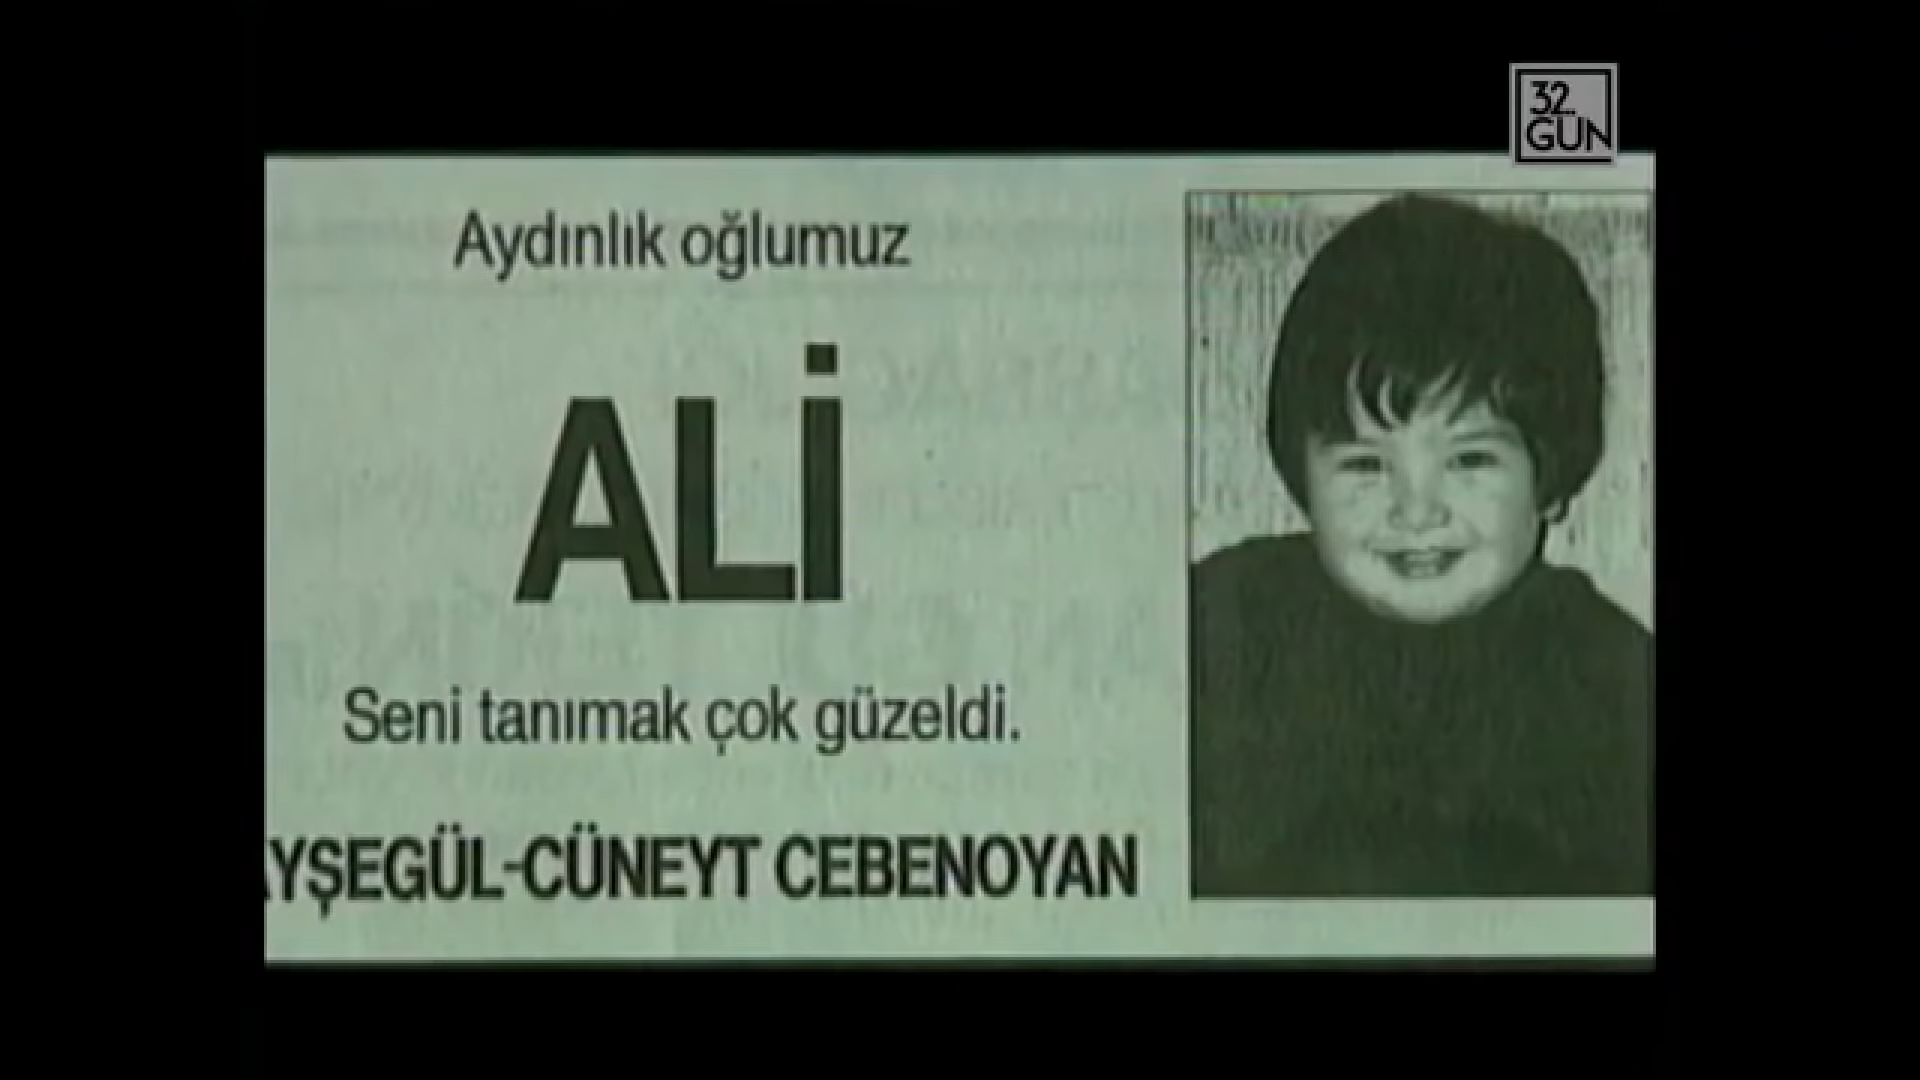 32.
GÜN
Aydınlık oğlumuz
ALİ
Seni tanımak çok güzeldi.
YŞEGÜL-CÜNEYT CEBENOYAN